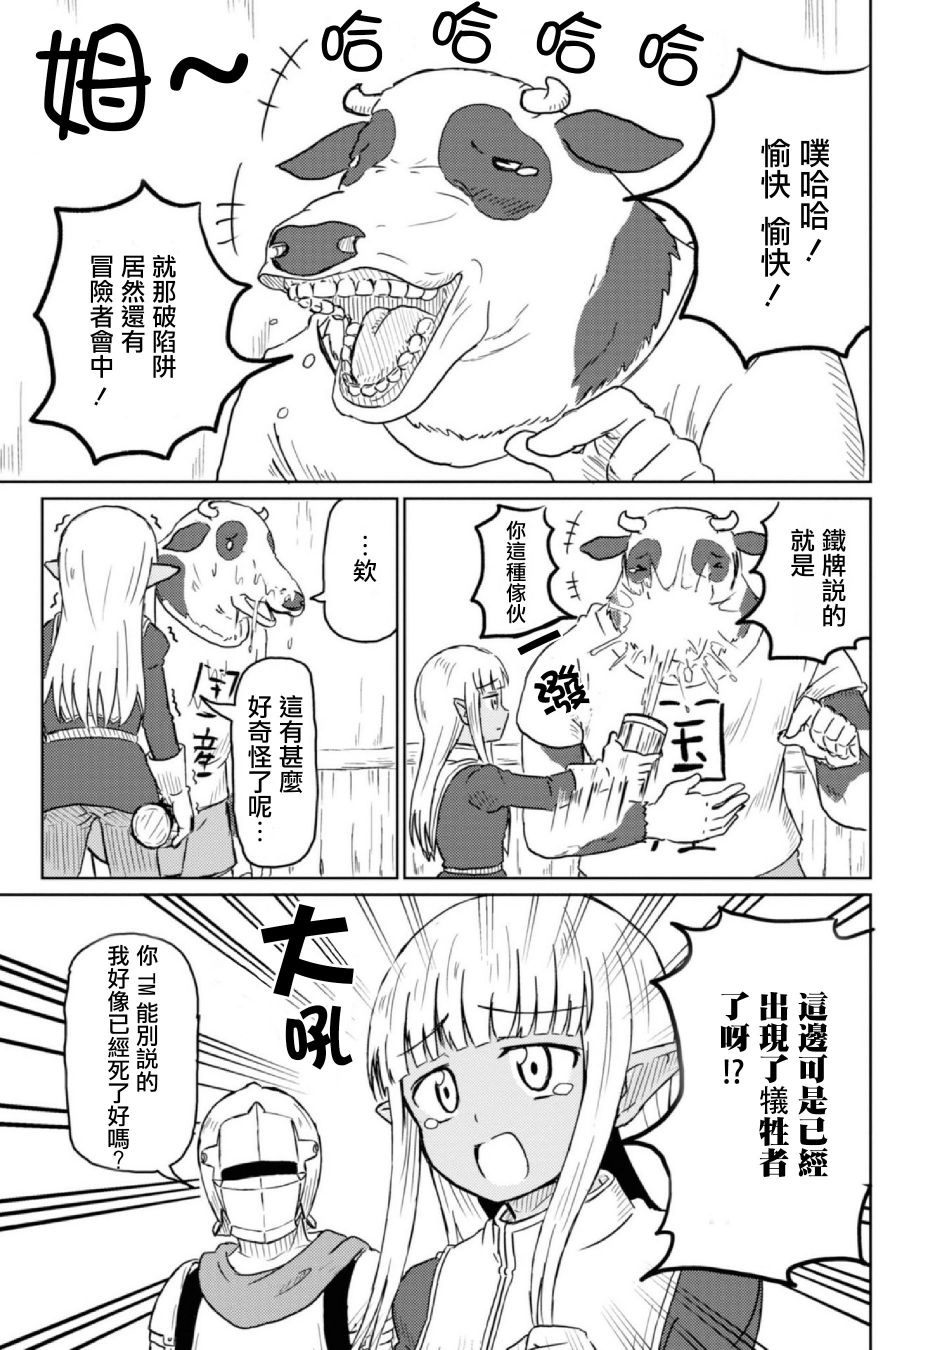 姆～哈哈哈哈
噗哈哈！
愉快 愉快！
就那破陷阱
居然還有
冒險者會中！
鐵牌説的
就是
你這種傢伙
潑
…欸
這有甚麼
好奇怪了呢…
這邊可是已經
出現了犧牲者
了呀!?
大吼
你 TM 能別説的
我好像已經死了好嗎？